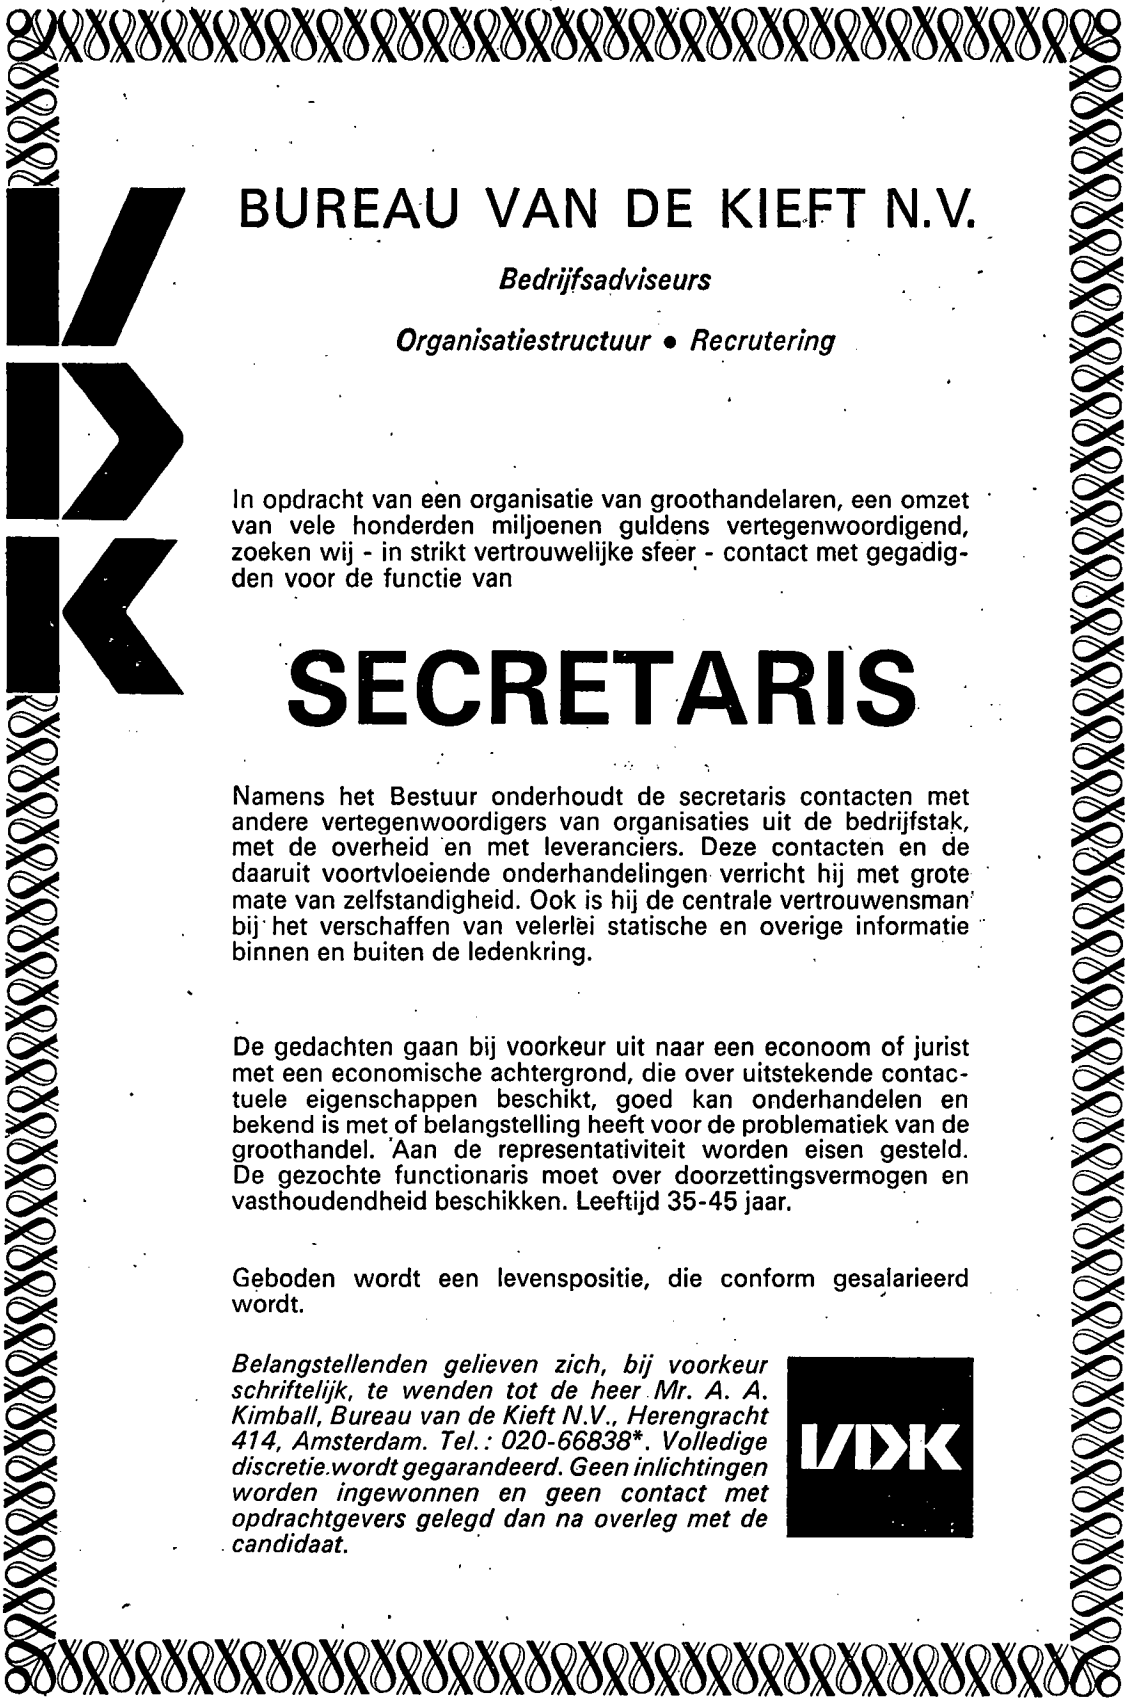 BUREAU VAN DE KIEFT N.V.
Bedrijfsadviseurs
Organisatiestructuur ● Recrutering
VDK
In opdracht van een organisatie van groothandelaren, een omzet
van vele honderden miljoenen guldens vertegenwoordigend,
zoeken wij - in strikt vertrouwelijke sfeer - contact met gegadig-
den voor de functie van
SECRETARIS
Namens het Bestuur onderhoudt de secretaris contacten met
andere vertegenwoordigers van organisaties uit de bedrijfstak,
met de overheid en met leveranciers. Deze contacten en de
daaruit voortvloeiende onderhandelingen verricht hij met grote
mate van zelfstandigheid. Ook is hij de centrale vertrouwensman
bij het verschaffen van velerlei statische en overige informatie
binnen en buiten de ledenkring.
De gedachten gaan bij voorkeur uit naar een econoom of jurist
met een economische achtergrond, die over uitstekende contac-
tuele eigenschappen beschikt, goed kan onderhandelen en
bekend is met of belangstelling heeft voor de problematiek van de
groothandel. Aan de representativiteit worden eisen gesteld.
De gezochte functionaris moet over doorzettingsvermogen en
vasthoudendheid beschikken. Leeftijd 35-45 jaar.
Geboden wordt een levenspositie, die conform gesalarieerd
wordt.
Belangstellenden gelieven zich, bij voorkeur
schriftelijk, te wenden tot de heer Mr. A. A.
Kimball, Bureau van de Kieft N.V., Herengracht
414, Amsterdam. Tel.: 020-66838*. Volledige
discretie wordt gegarandeerd. Geen inlichtingen
worden ingewonnen en geen contact met
opdrachtgevers gelegd dan na overleg met de
candidaat.
VDK